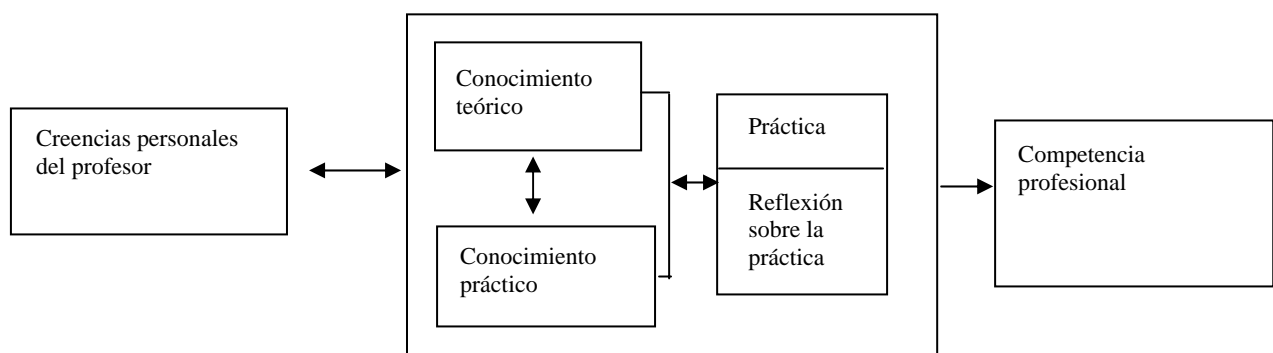 Creencias personales
del profesor
Conocimiento
teórico
Conocimiento
práctico
Práctica
Reflexión
sobre la
práctica
Competencia
profesional